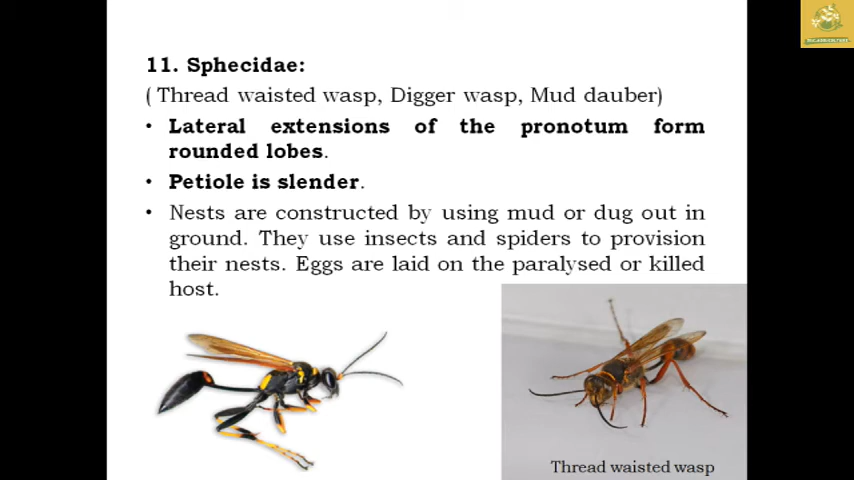 11. Sphecidae:
( Thread waisted wasp, Digger wasp, Mud dauber)
• Lateral extensions of the pronotum form
rounded lobes.
• Petiole is slender.
• Nests are constructed by using mud or dug out in
ground. They use insects and spiders to provision
their nests. Eggs are laid on the paralysed or killed
host.
Thread waisted wasp